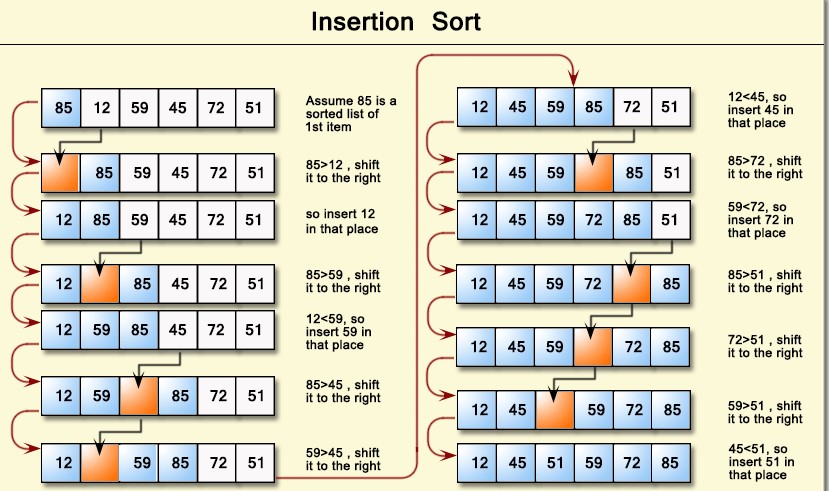 Insertion Sort
85 12 59 45 72 51
Assume 85 is a
sorted list of
1st item
85 59 45 72 51
85>12 , shift
it to the right
12 85 59 45 72 51
so insert 12
in that place
12 85 45 72 51
85>59 , shift
it to the right
12 59 85 45 72 51
12<59, so
insert 59 in
that place
12 59 85 72 51
85>45 , shift
it to the right
12 59 85 72 51
59>45 , shift
it to the right
12 45 59 85 72 51
12<45, so
insert 45 in
that place
12 45 59 85 51
85>72 , shift
it to the right
12 45 59 72 85 51
59<72, so
insert 72 in
that place
12 45 59 72 85
85>51 , shift
it to the right
12 45 59 72 85
72>51 , shift
it to the right
12 45 59 72 85
59>51 , shift
it to the right
12 45 51 59 72 85
45<51, so
insert 51 in
that place